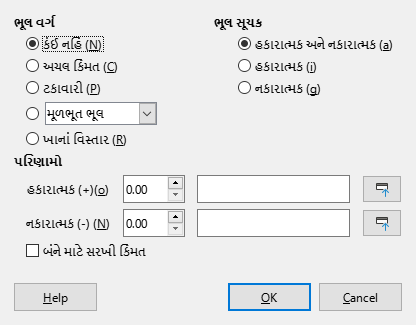 ભૂલ વર્ગ
ભૂલ સૂચક
કંઈ નહિં (N)
હકારાત્મક અને નકારાત્મક (a)
અચલ કિંમત (C)
હકારાત્મક (i)
ટકાવારી (P)
નકારાત્મક (g)
મૂળભૂત ભૂલ
ખાનાં વિસ્તાર (R)
પરિણામો
હકારાત્મક (+)(o) 0.00
નકારાત્મક (-) (N) 0.00
બંને માટે સરખી કિંમત
Help OK Cancel